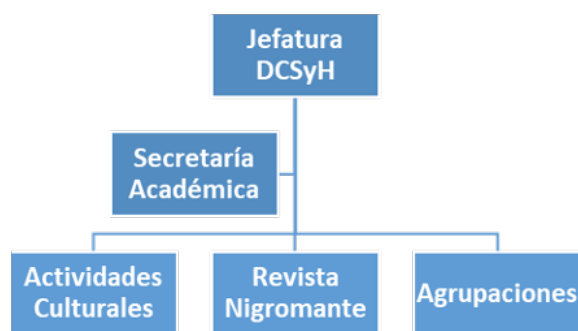 Jefatura
DCSyH
Secretaría
Académica
Actividades
Culturales
Revista
Nigromante
Agrupaciones